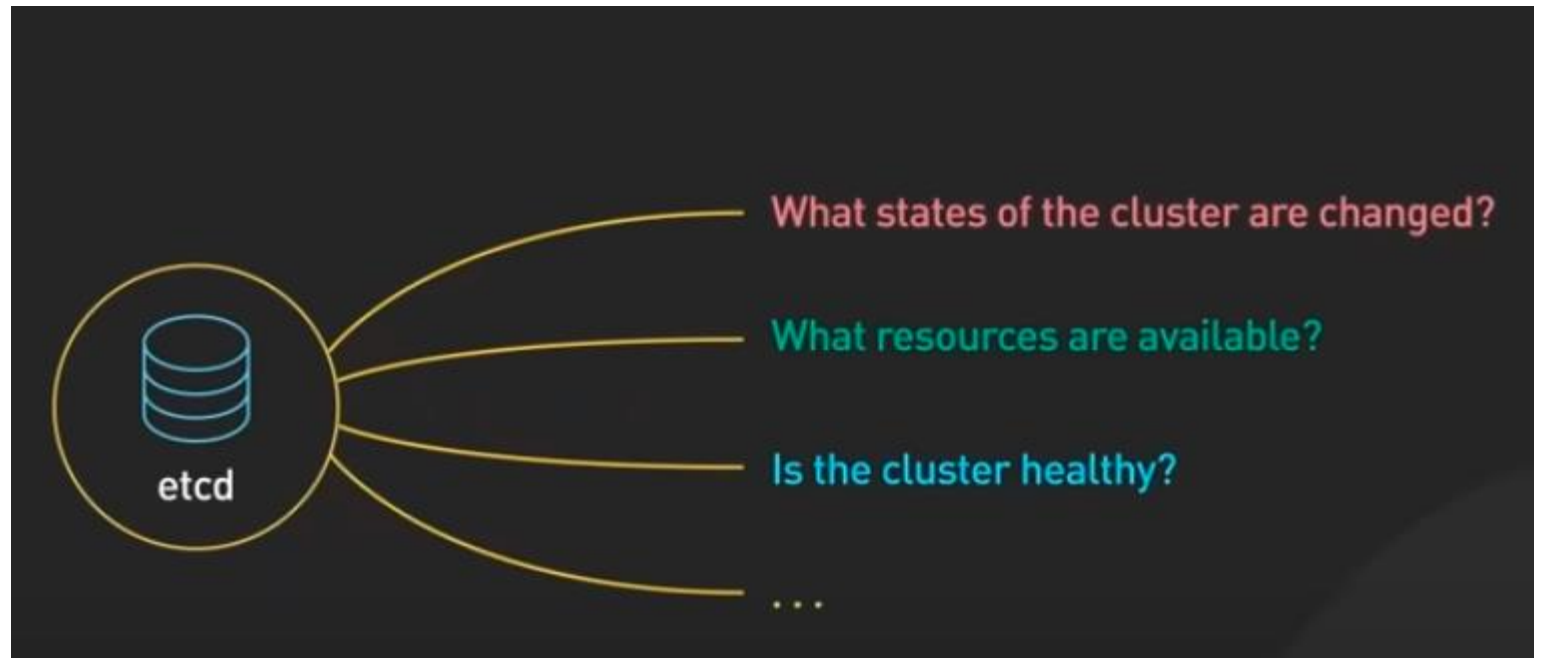 What states of the cluster are changed?
What resources are available?
Is the cluster healthy?
etcd
...